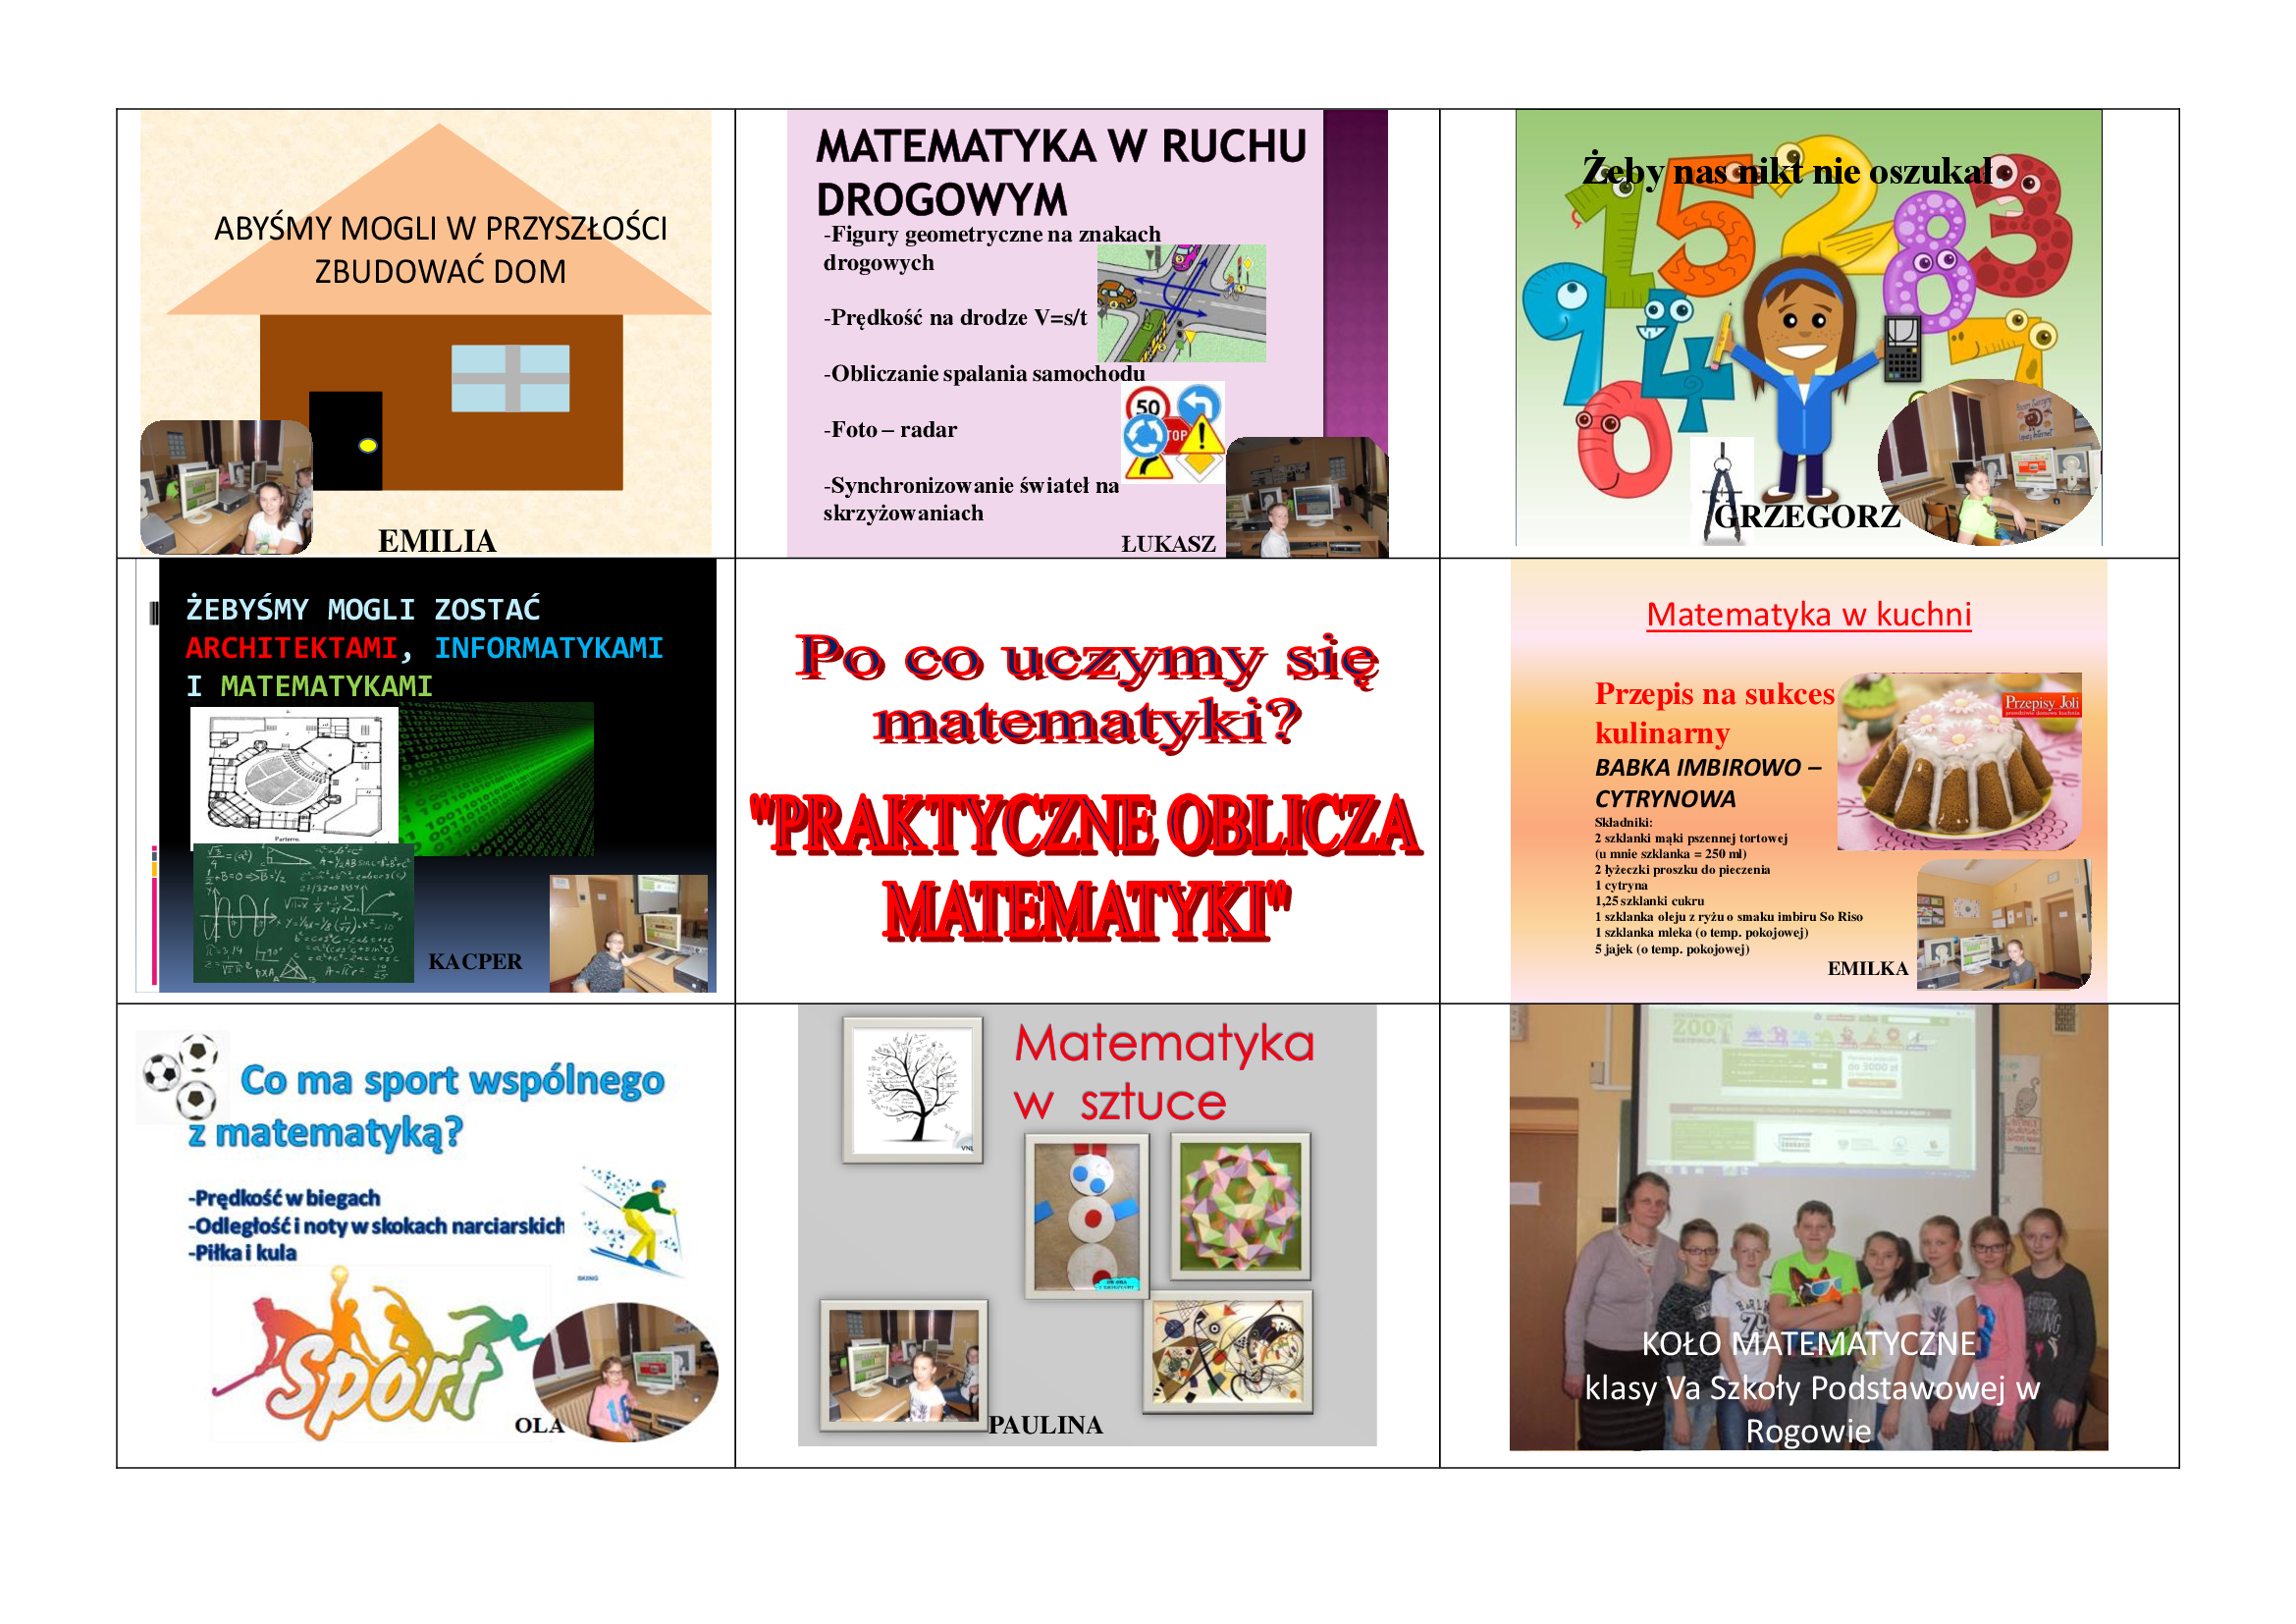 ABYŚMY MOGLI W PRZYSZŁOŚCI
ZBUDOWAĆ DOM
EMILIA
MATEMATYKA W RUCHU
DROGOWYM
-Figury geometryczne na znakach
drogowych
-Prędkość na drodze V=s/t
-Obliczanie spalania samochodu
-Foto – radar
-Synchronizowanie świateł na
skrzyżowaniach
50
STOP
ŁUKASZ
Żeby nas nikt nie oszukał
GRZEGORZ
ŻEBYŚMY MOGLI ZOSTAĆ
ARCHITEKTAMI, INFORMATYKAMI
I MATEMATYKAMI
KACPER
Po co uczymy się
matematyki?
"PRAKTYCZNE OBLICZA
MATEMATYKI"
Matematyka w kuchni
Przepis na sukces
kulinarny
BABKA IMBIROWO –
CYTRYNOWA
Przepisy Joli
Składniki:
2 szklanki mąki pszennej tortowej
(u mnie szklanka = 250 ml)
2 łyżeczki proszku do pieczenia
1 cytryna
1,25 szklanki cukru
1 szklanka oleju z ryżu o smaku imbiru So Riso
1 szklanka mleka (o temp. pokojowej)
5 jajek (o temp. pokojowej)
EMILKA
Co ma sport wspólnego
z matematyką?
-Prędkość w biegach
-Odległość i noty w skokach narciarskich
-Piłka i kula
SKIING
Sport
OLA
Matematyka
w sztuce
PAULINA
KOŁO MATEMATYCZNE
klasy Va Szkoły Podstawowej w
Rogowie